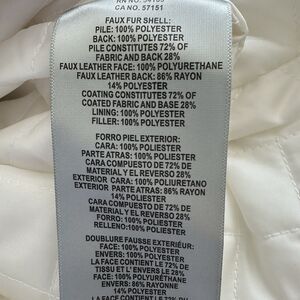 CA NO. 57151
FAUX FUR SHELL:
PILE: 100% POLYESTER
BACK: 100% POLYESTER
PILE CONSTITUTES 72% OF
FABRIC AND BACK 28%
FAUX LEATHER FACE: 100% POLYURETHANE
FAUX LEATHER BACK: 86% RAYON
14% POLYESTER
COATING CONSTITUTES 72% OF
COATED FABRIC AND BASE 28%
LINING: 100% POLYESTER
FILLER: 100% POLYESTER
FORRO PIEL EXTERIOR:
CARA: 100% POLIESTER
PARTE ATRAS: 100% POLIESTER
CARA COMPUESTO DE 72% DE
MATERIAL Y EL REVERSO 28%
EXTERIOR CARA: 100% POLIURETANO
EXTERIOR PARTE ATRAS: 86% RAYON
14% POLIESTER
CARA COMPUESTO DE 72% DE
MATERIAL Y EL REVERSO 28%
FORRO: 100% POLIESTER
RELLENO:100% POLIESTER
DOUBLURE FAUSSE EXTÉRIEUR:
FACE: 100% POLYESTER
ENVERS: 100% POLYESTER
LA FACE CONTIENT LE 72% DE
TISSU ET L' ENVERS LE 28%
FACE: 100% POLYURÉTHANE
ENVERS: 86% RAYONNE
14% POLYESTER
LA FACE CONTIENT LE 72% DE